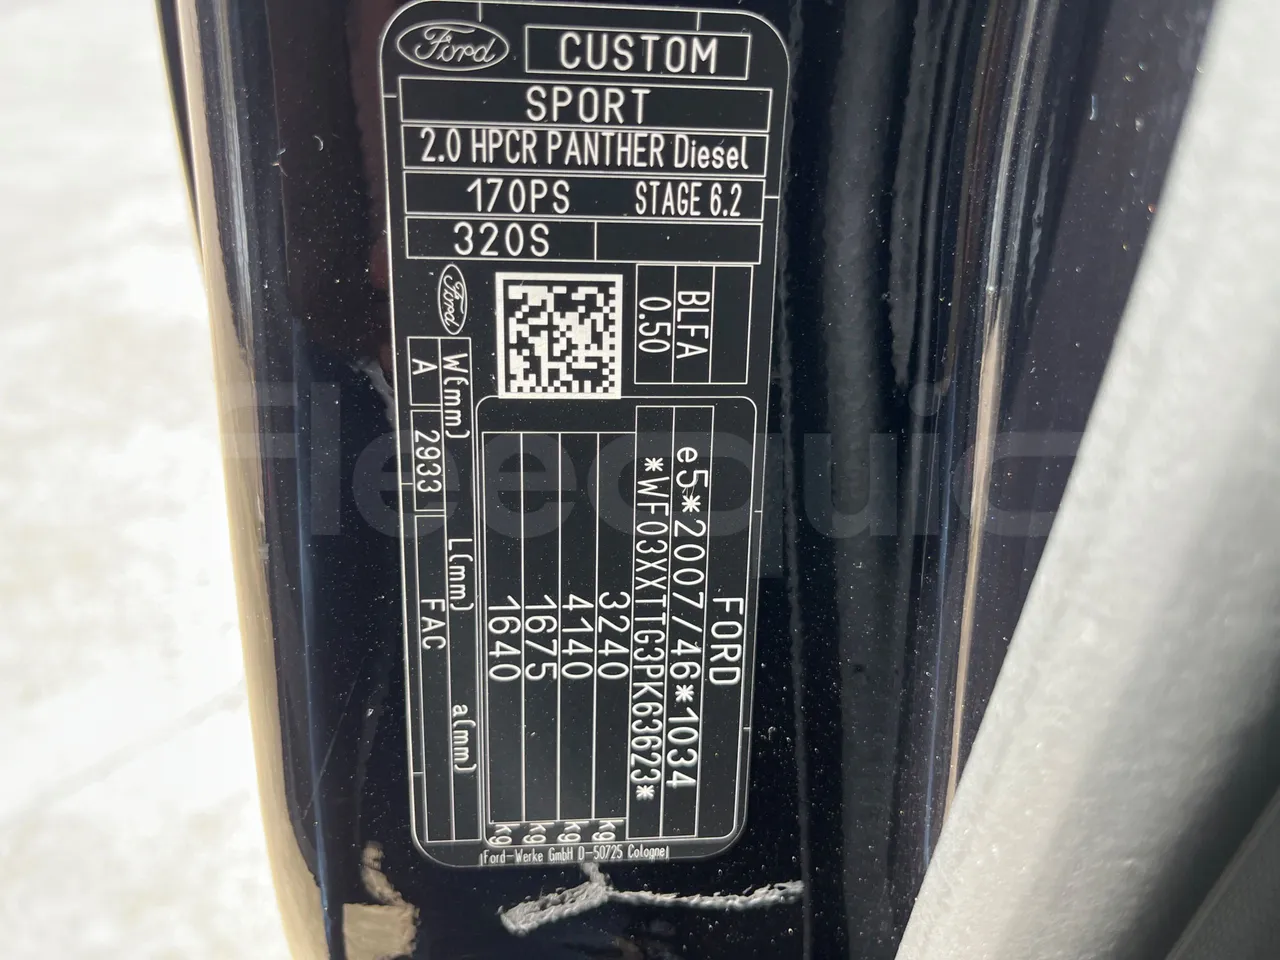 Ford
CUSTOM
SPORT
2.0 HPCR PANTHER Diesel
170PS STAGE 6.2
320S
Ford
BLFA
0.50
W(mm) L(mm) a(mm)
A 2933 FAC
FORD
e5*2007/46*1034
*WF03XXTTG3PK63623*
3240 kg
4140 kg
1675 kg
1640 kg
Ford-Werke GmbH D-50725 Cologne